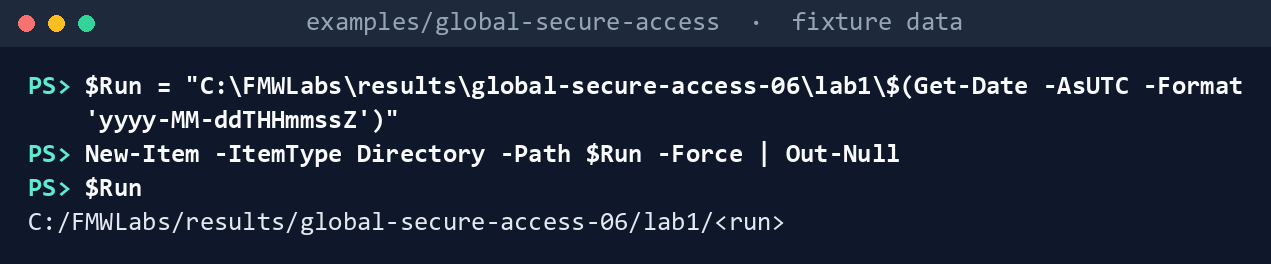 examples/global-secure-access · fixture data
PS> $Run = "C:\FMWLabs\results\global-secure-access-06\lab1\$(Get-Date -AsUTC -Format
'yyyy-MM-ddTHHmmssZ')"
PS> New-Item -ItemType Directory -Path $Run -Force | Out-Null
PS> $Run
C:/FMWLabs/results/global-secure-access-06/lab1/<run>